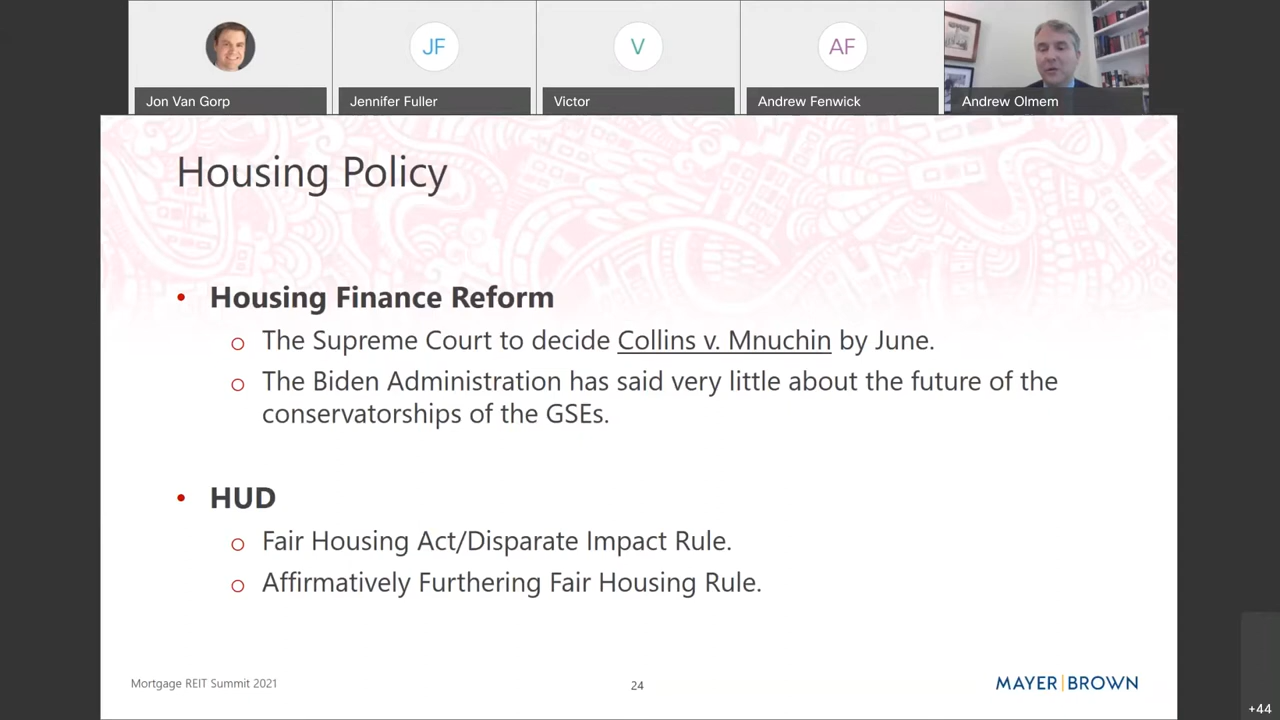 JF
V
AF
Jon Van Gorp
Jennifer Fuller
Victor
Andrew Fenwick
Andrew Olmem
Housing Policy
• Housing Finance Reform
o The Supreme Court to decide Collins v. Mnuchin by June.
o The Biden Administration has said very little about the future of the
conservatorships of the GSEs.
• HUD
o Fair Housing Act/Disparate Impact Rule.
o Affirmatively Furthering Fair Housing Rule.
Mortgage REIT Summit 2021
24
MAYER|BROWN
+44